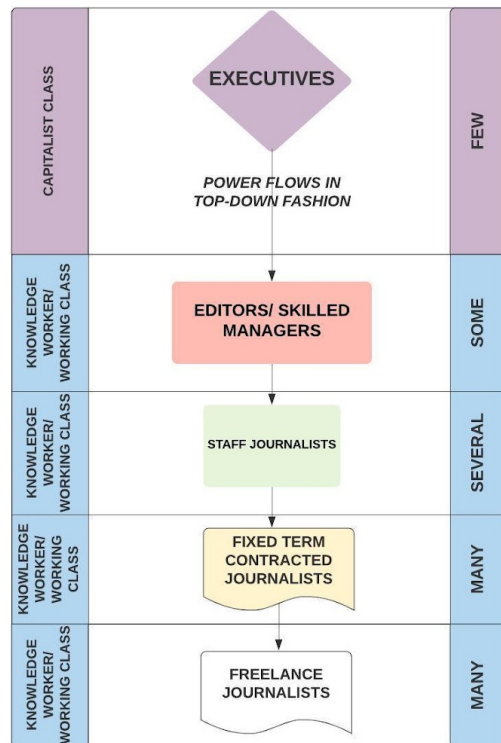 CAPITALIST CLASS
EXECUTIVES
FEW
POWER FLOWS IN
TOP-DOWN FASHION
KNOWLEDGE
WORKER/
WORKING CLASS
EDITORS/ SKILLED
MANAGERS
SOME
KNOWLEDGE
WORKER/
WORKING CLASS
STAFF JOURNALISTS
SEVERAL
KNOWLEDGE
WORKER/
WORKING
CLASS
FIXED TERM
CONTRACTED
JOURNALISTS
MANY
KNOWLEDGE
WORKER/
WORKING CLASS
FREELANCE
JOURNALISTS
MANY